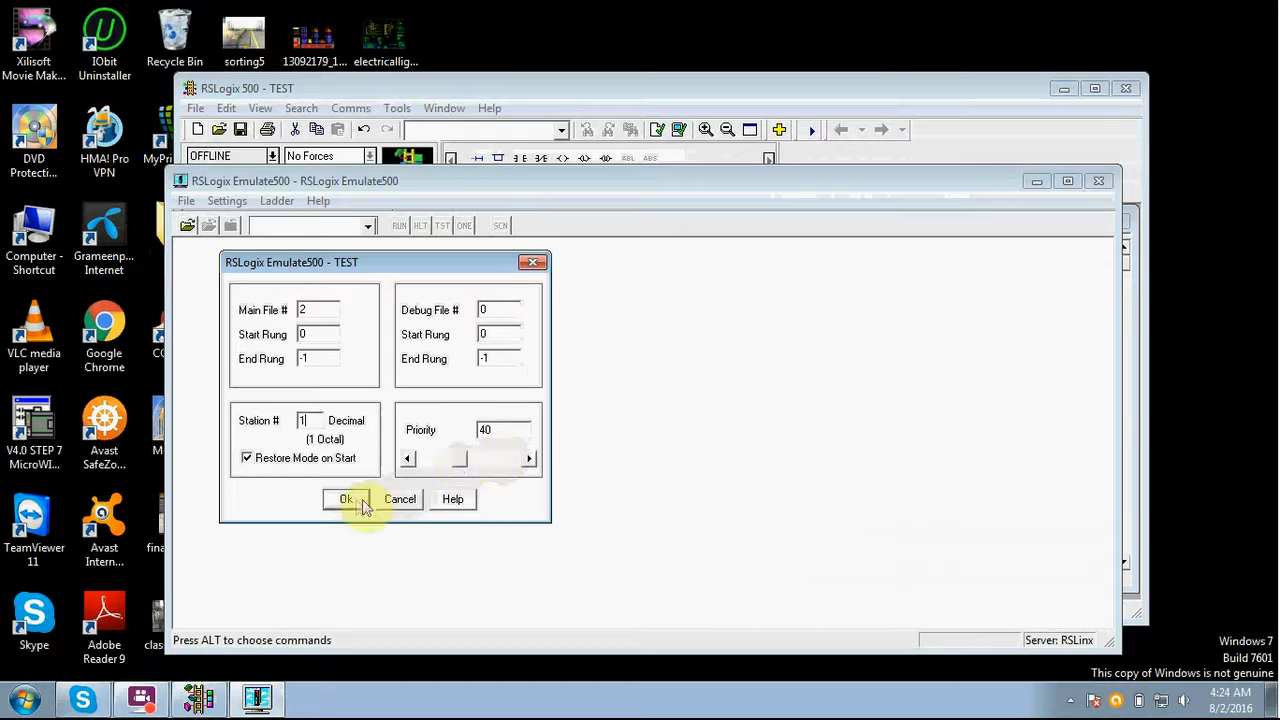 Xilisoft
Movie Mak...
IObit
Uninstaller
Recycle Bin
sorting5
13092179_1...
electricallig...
RSLogix 500 - TEST
File Edit View Search Comms Tools Window Help
OFFLINE No Forces
ABL ABS
DVD
Protecti...
HMA! Pro
VPN
MyPri
RSLogix Emulate500 - RSLogix Emulate500
File Settings Ladder Help
RUN HLT TST ONE SCN
Computer -
Shortcut
Grameenp...
Internet
RSLogix Emulate500 - TEST
Main File # 2
Start Rung 0
End Rung -1
Debug File # 0
Start Rung 0
End Rung -1
Station # 1 Decimal
(1 Octal)
Restore Mode on Start
Priority 40
Ok Cancel Help
VLC media
player
Google
Chrome
V4.0 STEP 7
MicroWI...
Avast
SafeZo...
TeamViewer
11
Avast
Intern...
fina
Skype
Adobe
Reader 9
clas
Press ALT to choose commands
Server: RSLinx
Windows 7
Build 7601
This copy of Windows is not genuine
4:24 AM
8/2/2016